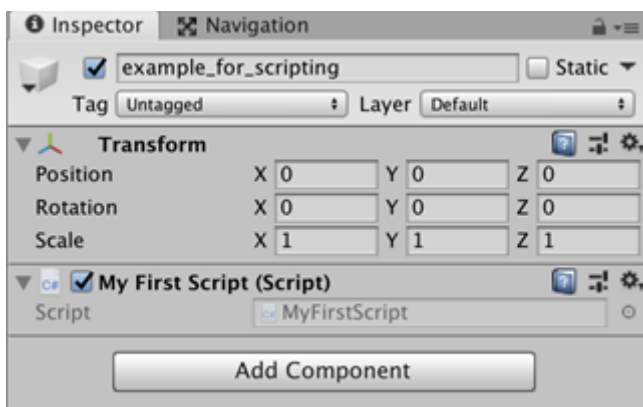 Inspector Navigation
example_for_scripting Static
Tag Untagged Layer Default
Transform
Position X 0 Y 0 Z 0
Rotation X 0 Y 0 Z 0
Scale X 1 Y 1 Z 1
C# My First Script (Script)
Script MyFirstScript
Add Component